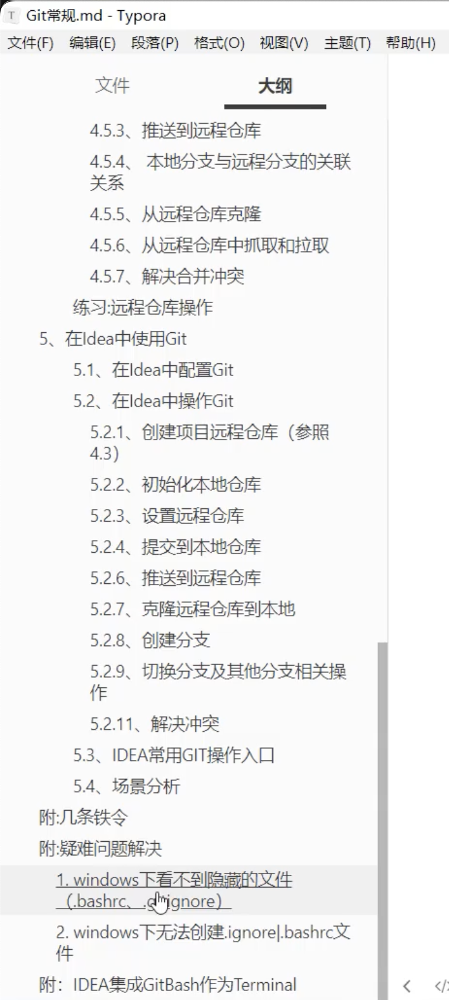 T Git常规.md - Typora
文件(F) 编辑(E) 段落(P) 格式(O) 视图(V) 主题(T) 帮助(H)
文件 大纲
4.5.3、推送到远程仓库
4.5.4、 本地分支与远程分支的关联
关系
4.5.5、从远程仓库克隆
4.5.6、从远程仓库中抓取和拉取
4.5.7、解决合并冲突
练习:远程仓库操作
5、在Idea中使用Git
5.1、在Idea中配置Git
5.2、在Idea中操作Git
5.2.1、创建项目远程仓库（参照
4.3）
5.2.2、初始化本地仓库
5.2.3、设置远程仓库
5.2.4、提交到本地仓库
5.2.6、推送到远程仓库
5.2.7、克隆远程仓库到本地
5.2.8、创建分支
5.2.9、切换分支及其他分支相关操
作
5.2.11、解决冲突
5.3、IDEA常用GIT操作入口
5.4、场景分析
附:几条铁令
附:疑难问题解决
1. windows下看不到隐藏的文件
（.bashrc、.gitignore）
2. windows下无法创建.ignore|.bashrc文
件
附：IDEA集成GitBash作为Terminal